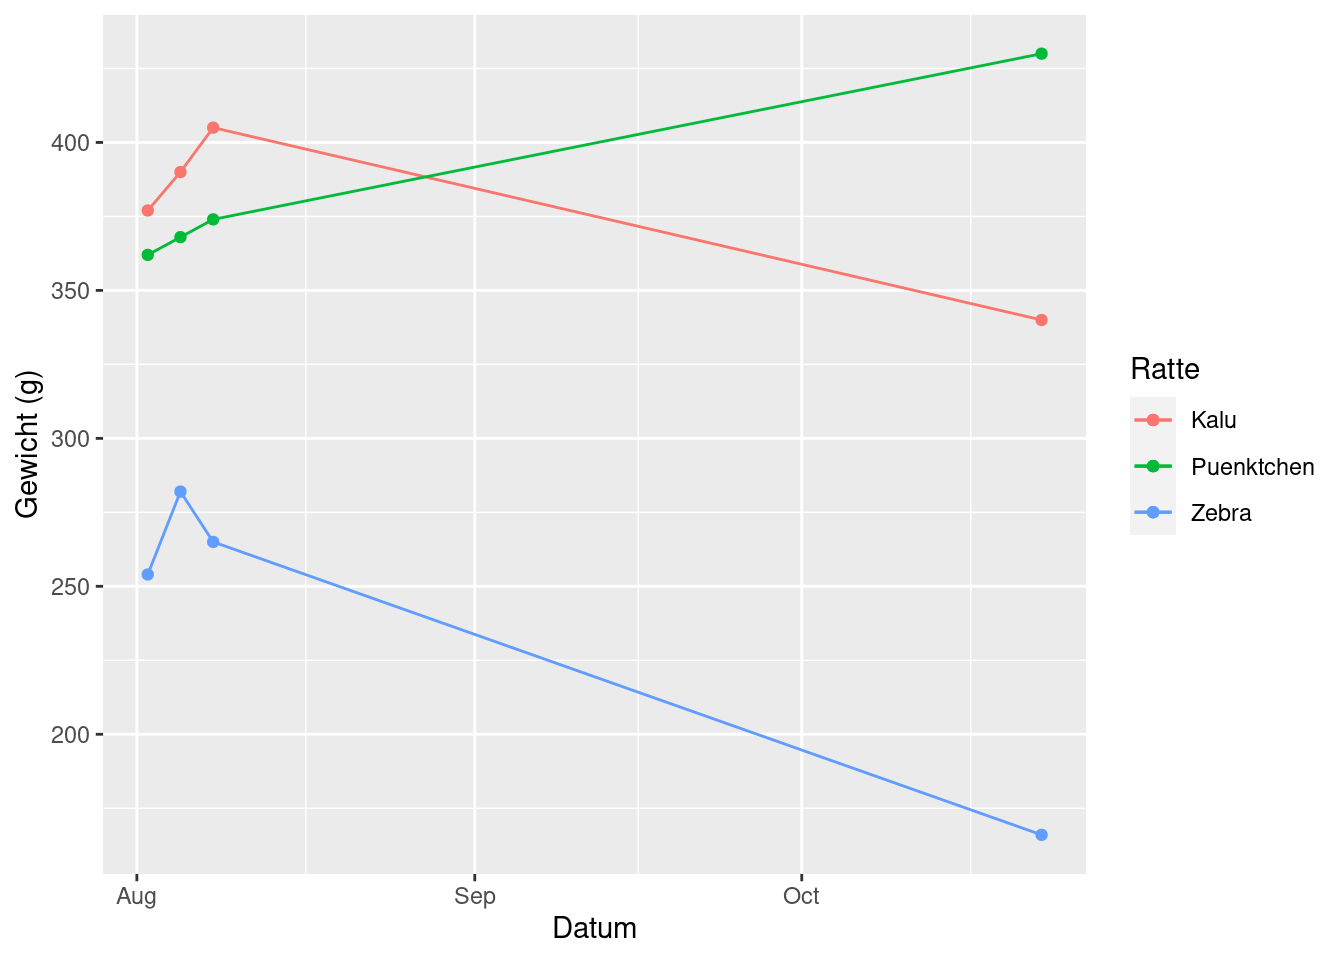 400
350
300
250
200
Gewicht (g)
Aug Sep Oct
Datum
Ratte
Kalu
Puenktchen
Zebra